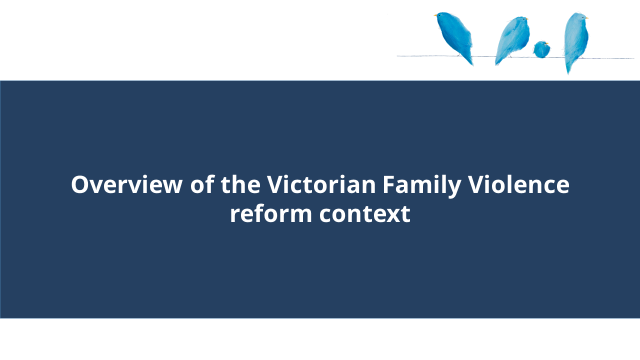 Overview of the Victorian Family Violence
reform context